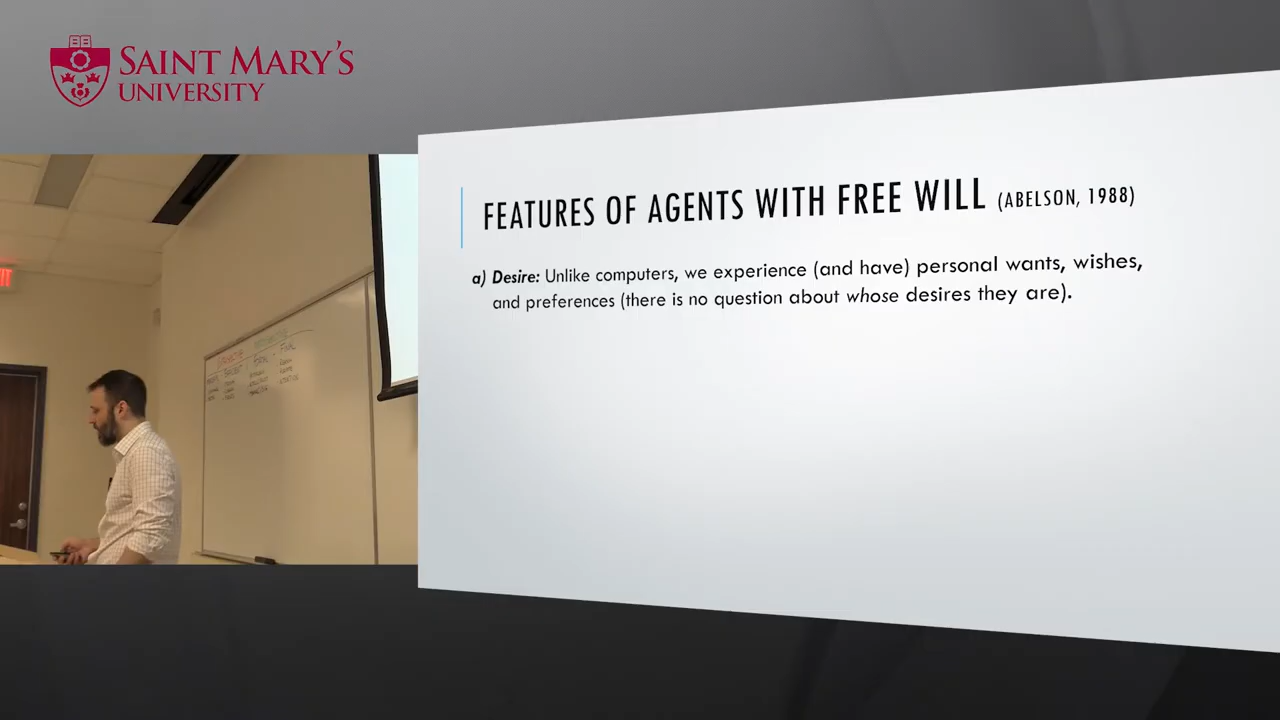 SAINT MARY'S
UNIVERSITY
FEATURES OF AGENTS WITH FREE WILL (ABELSON, 1988)
a) Desire: Unlike computers, we experience (and have) personal wants, wishes,
and preferences (there is no question about whose desires they are).